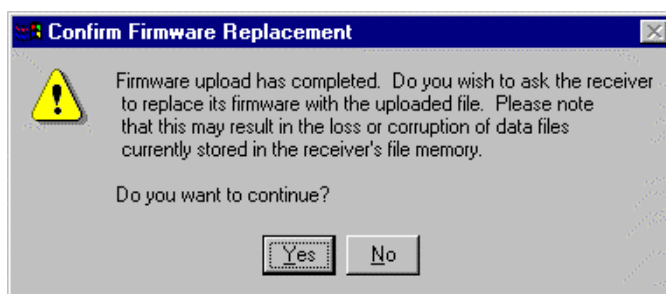 Confirm Firmware Replacement
Firmware upload has completed. Do you wish to ask the receiver
to replace its firmware with the uploaded file. Please note
that this may result in the loss or corruption of data files
currently stored in the receiver's file memory.
Do you want to continue?
Yes No